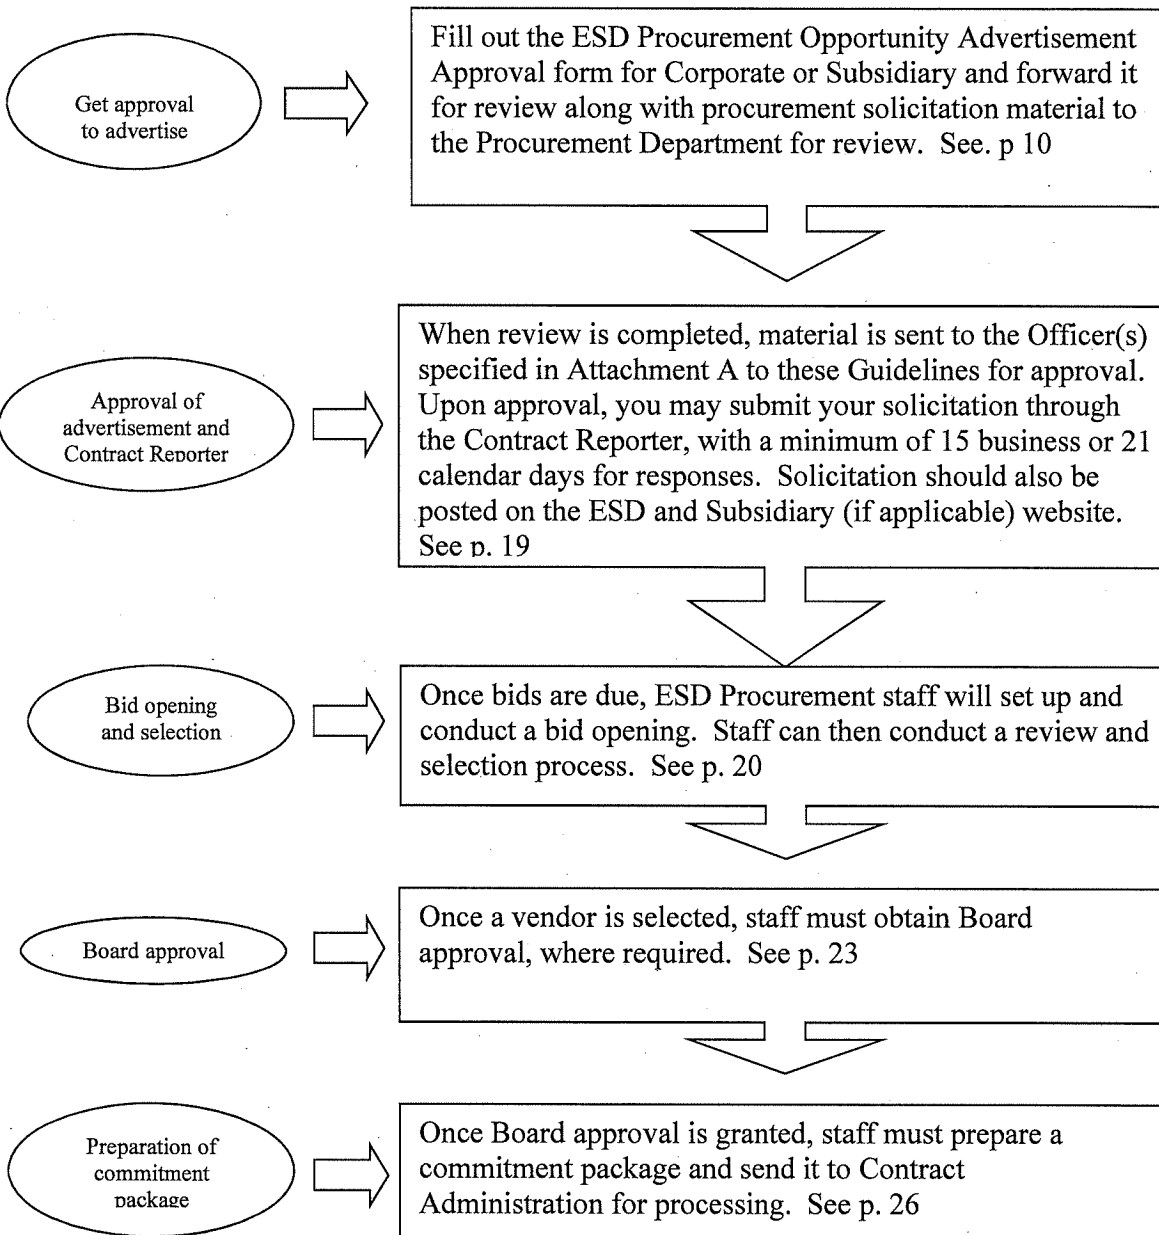 Get approval
to advertise
Fill out the ESD Procurement Opportunity Advertisement
Approval form for Corporate or Subsidiary and forward it
for review along with procurement solicitation material to
the Procurement Department for review. See. p 10
Approval of
advertisement and
Contract Reporter
When review is completed, material is sent to the Officer(s)
specified in Attachment A to these Guidelines for approval.
Upon approval, you may submit your solicitation through
the Contract Reporter, with a minimum of 15 business or 21
calendar days for responses. Solicitation should also be
posted on the ESD and Subsidiary (if applicable) website.
See p. 19
Bid opening
and selection
Once bids are due, ESD Procurement staff will set up and
conduct a bid opening. Staff can then conduct a review and
selection process. See p. 20
Board approval
Once a vendor is selected, staff must obtain Board
approval, where required. See p. 23
Preparation of
commitment
package
Once Board approval is granted, staff must prepare a
commitment package and send it to Contract
Administration for processing. See p. 26